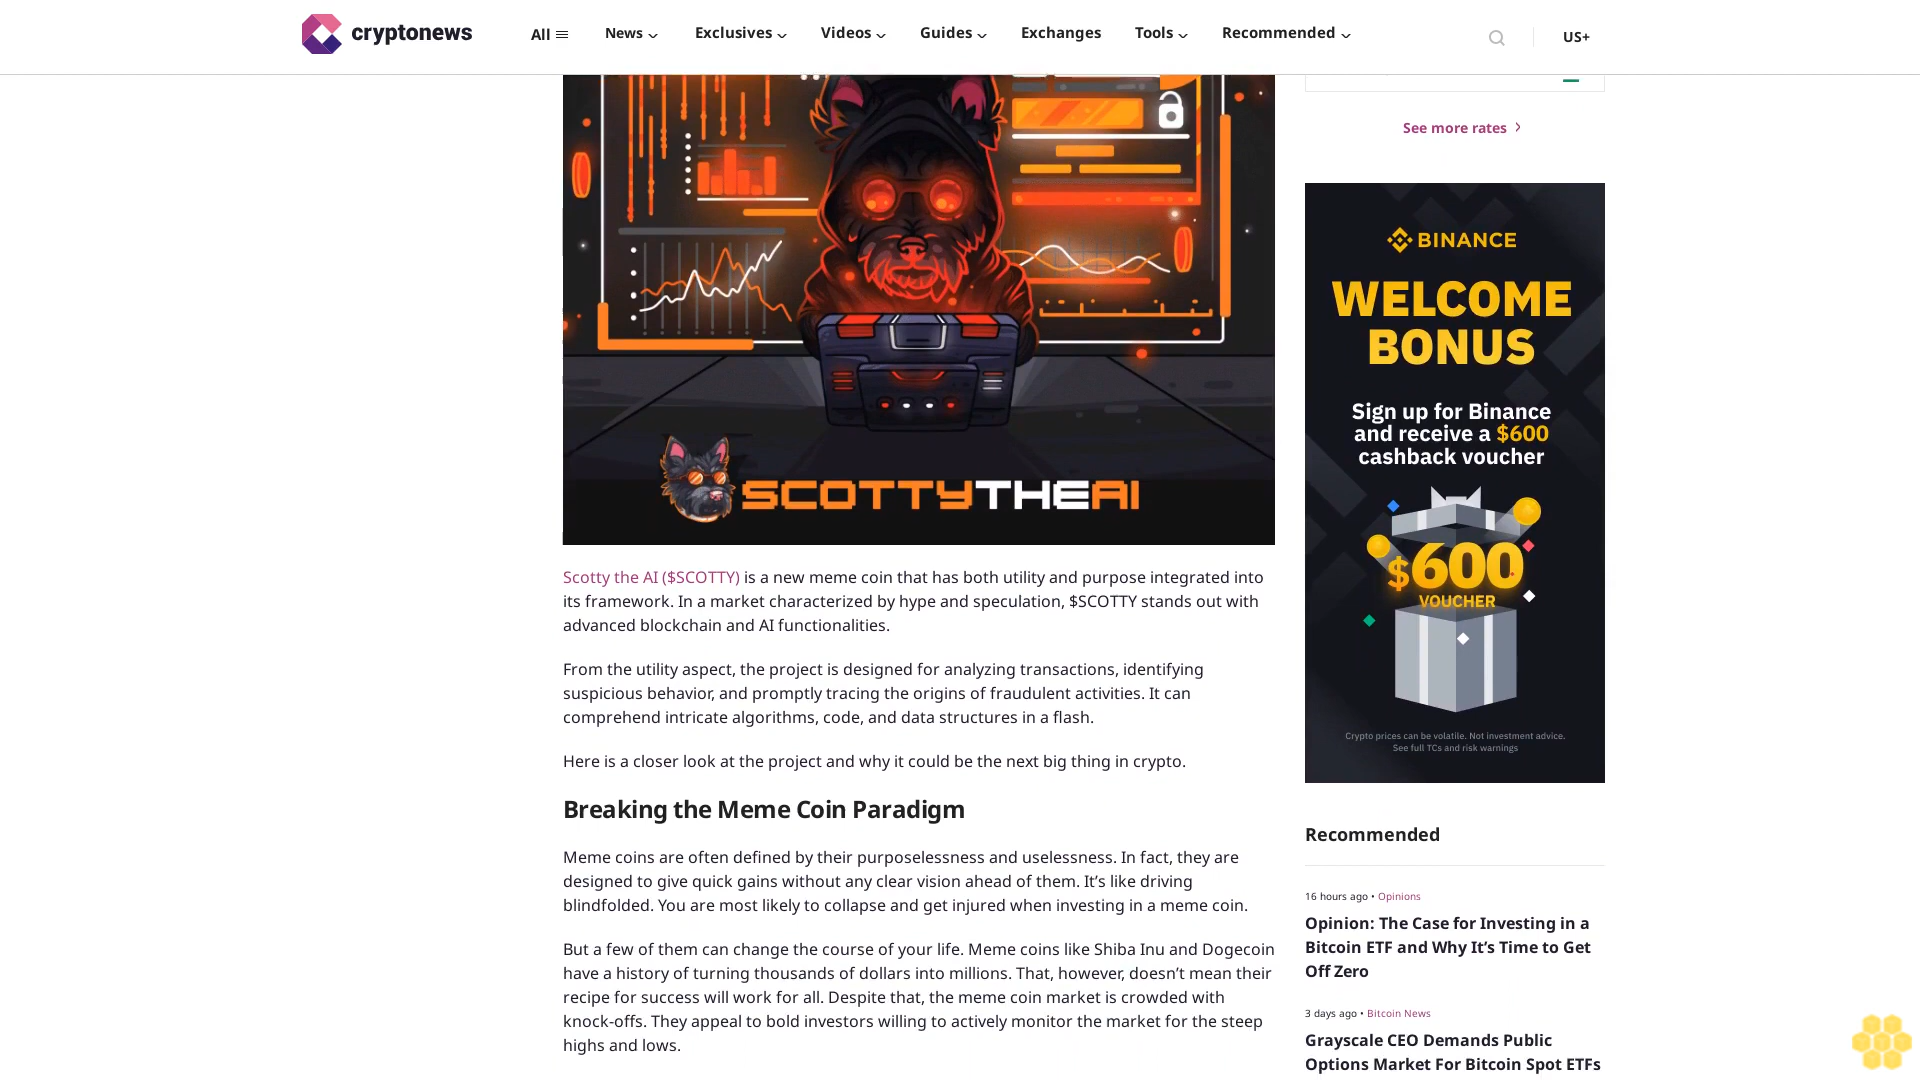 cryptonews
All
News
Exclusives
Videos
Guides
Exchanges
Tools
Recommended
US+
SCOTTYTHEAI
Scotty the AI ($SCOTTY) is a new meme coin that has both utility and purpose integrated into
its framework. In a market characterized by hype and speculation, $SCOTTY stands out with
advanced blockchain and AI functionalities.
From the utility aspect, the project is designed for analyzing transactions, identifying
suspicious behavior, and promptly tracing the origins of fraudulent activities. It can
comprehend intricate algorithms, code, and data structures in a flash.
Here is a closer look at the project and why it could be the next big thing in crypto.
Breaking the Meme Coin Paradigm
Meme coins are often defined by their purposelessness and uselessness. In fact, they are
designed to give quick gains without any clear vision ahead of them. It’s like driving
blindfolded. You are most likely to collapse and get injured when investing in a meme coin.
But a few of them can change the course of your life. Meme coins like Shiba Inu and Dogecoin
have a history of turning thousands of dollars into millions. That, however, doesn’t mean their
recipe for success will work for all. Despite that, the meme coin market is crowded with
knock-offs. They appeal to bold investors willing to actively monitor the market for the steep
highs and lows.
See more rates
BINANCE
WELCOME
BONUS
Sign up for Binance
and receive a $600
cashback voucher
$600
VOUCHER
Crypto prices can be volatile. Not investment advice.
See full TCs and risk warnings
Recommended
16 hours ago • Opinions
Opinion: The Case for Investing in a
Bitcoin ETF and Why It’s Time to Get
Off Zero
3 days ago • Bitcoin News
Grayscale CEO Demands Public
Options Market For Bitcoin Spot ETFs